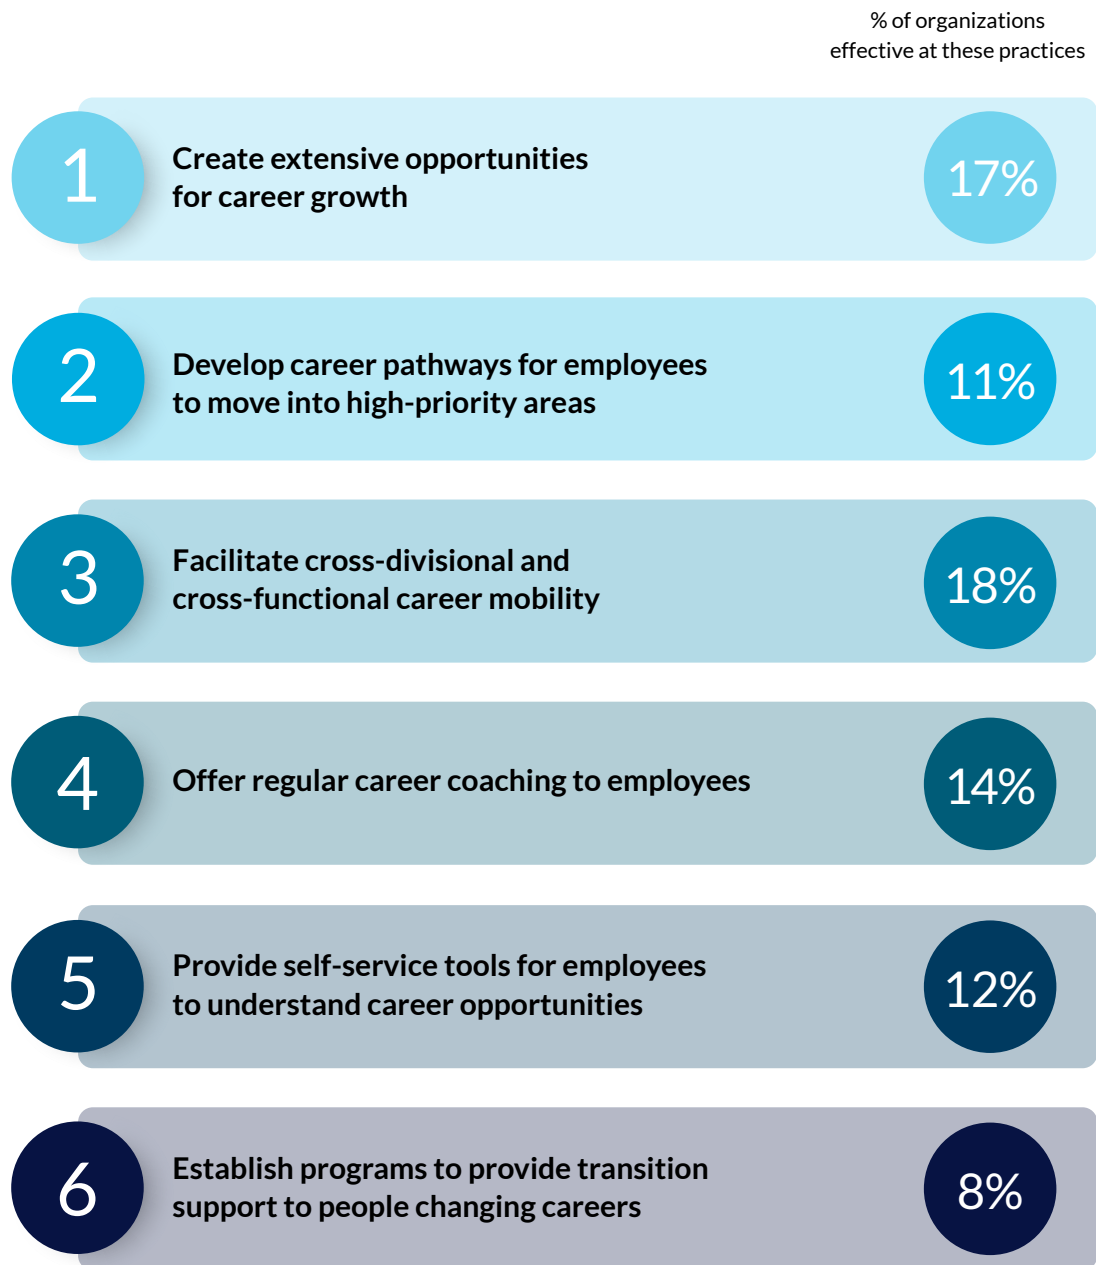 % of organizations
effective at these practices
1
Create extensive opportunities
for career growth
17%
2
Develop career pathways for employees
to move into high-priority areas
11%
3
Facilitate cross-divisional and
cross-functional career mobility
18%
4
Offer regular career coaching to employees
14%
5
Provide self-service tools for employees
to understand career opportunities
12%
6
Establish programs to provide transition
support to people changing careers
8%